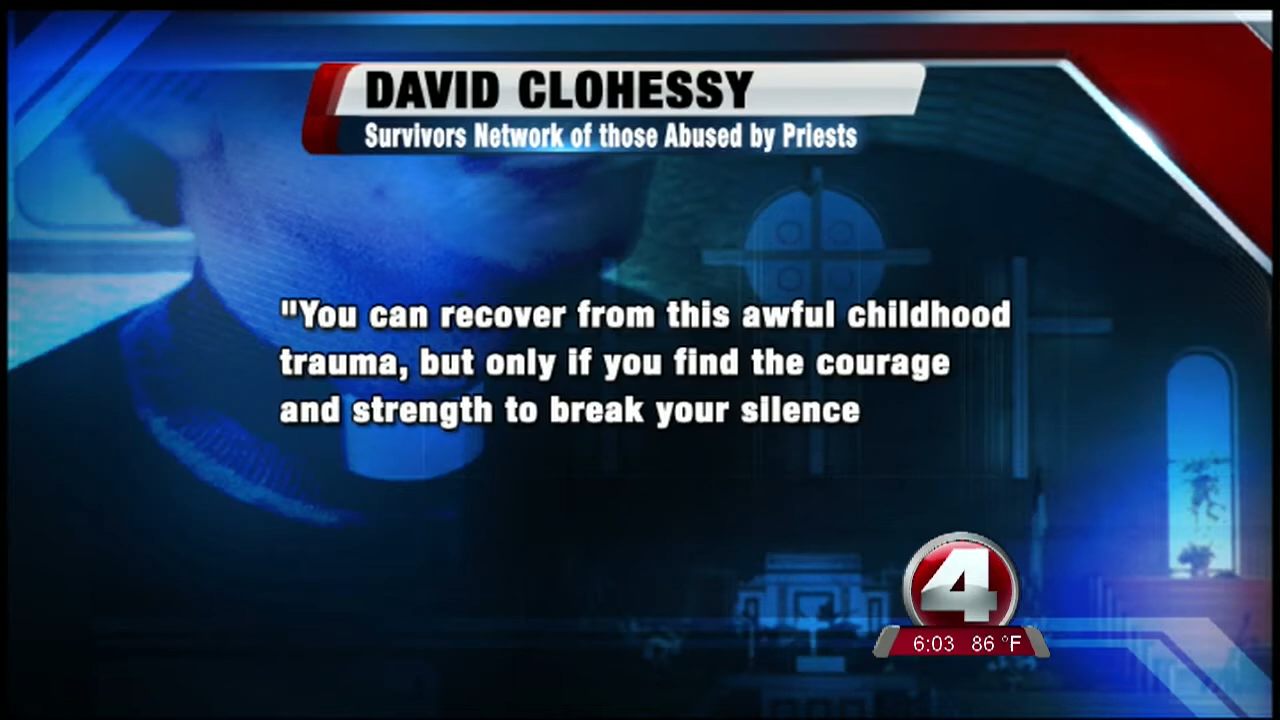 DAVID CLOHESSY
Survivors Network of those Abused by Priests
"You can recover from this awful childhood
trauma, but only if you find the courage
and strength to break your silence
4
6:03 86 °F